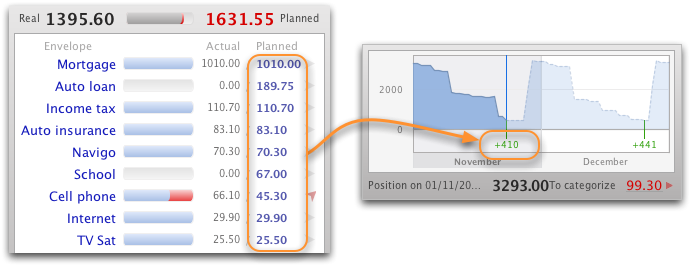 Real 1395.60 1631.55 Planned
Envelope Actual Planned
Mortgage 1010.00 1010.00
Auto loan 0.00 189.75
Income tax 110.70 110.70
Auto insurance 83.10 83.10
Navigo 70.30 70.30
School 0.00 67.00
Cell phone 66.10 45.30
Internet 29.90 29.90
TV Sat 25.50 25.50
2000
0
+410 +441
November December
Position on 01/11/20... 3293.00 To categorize 99.30